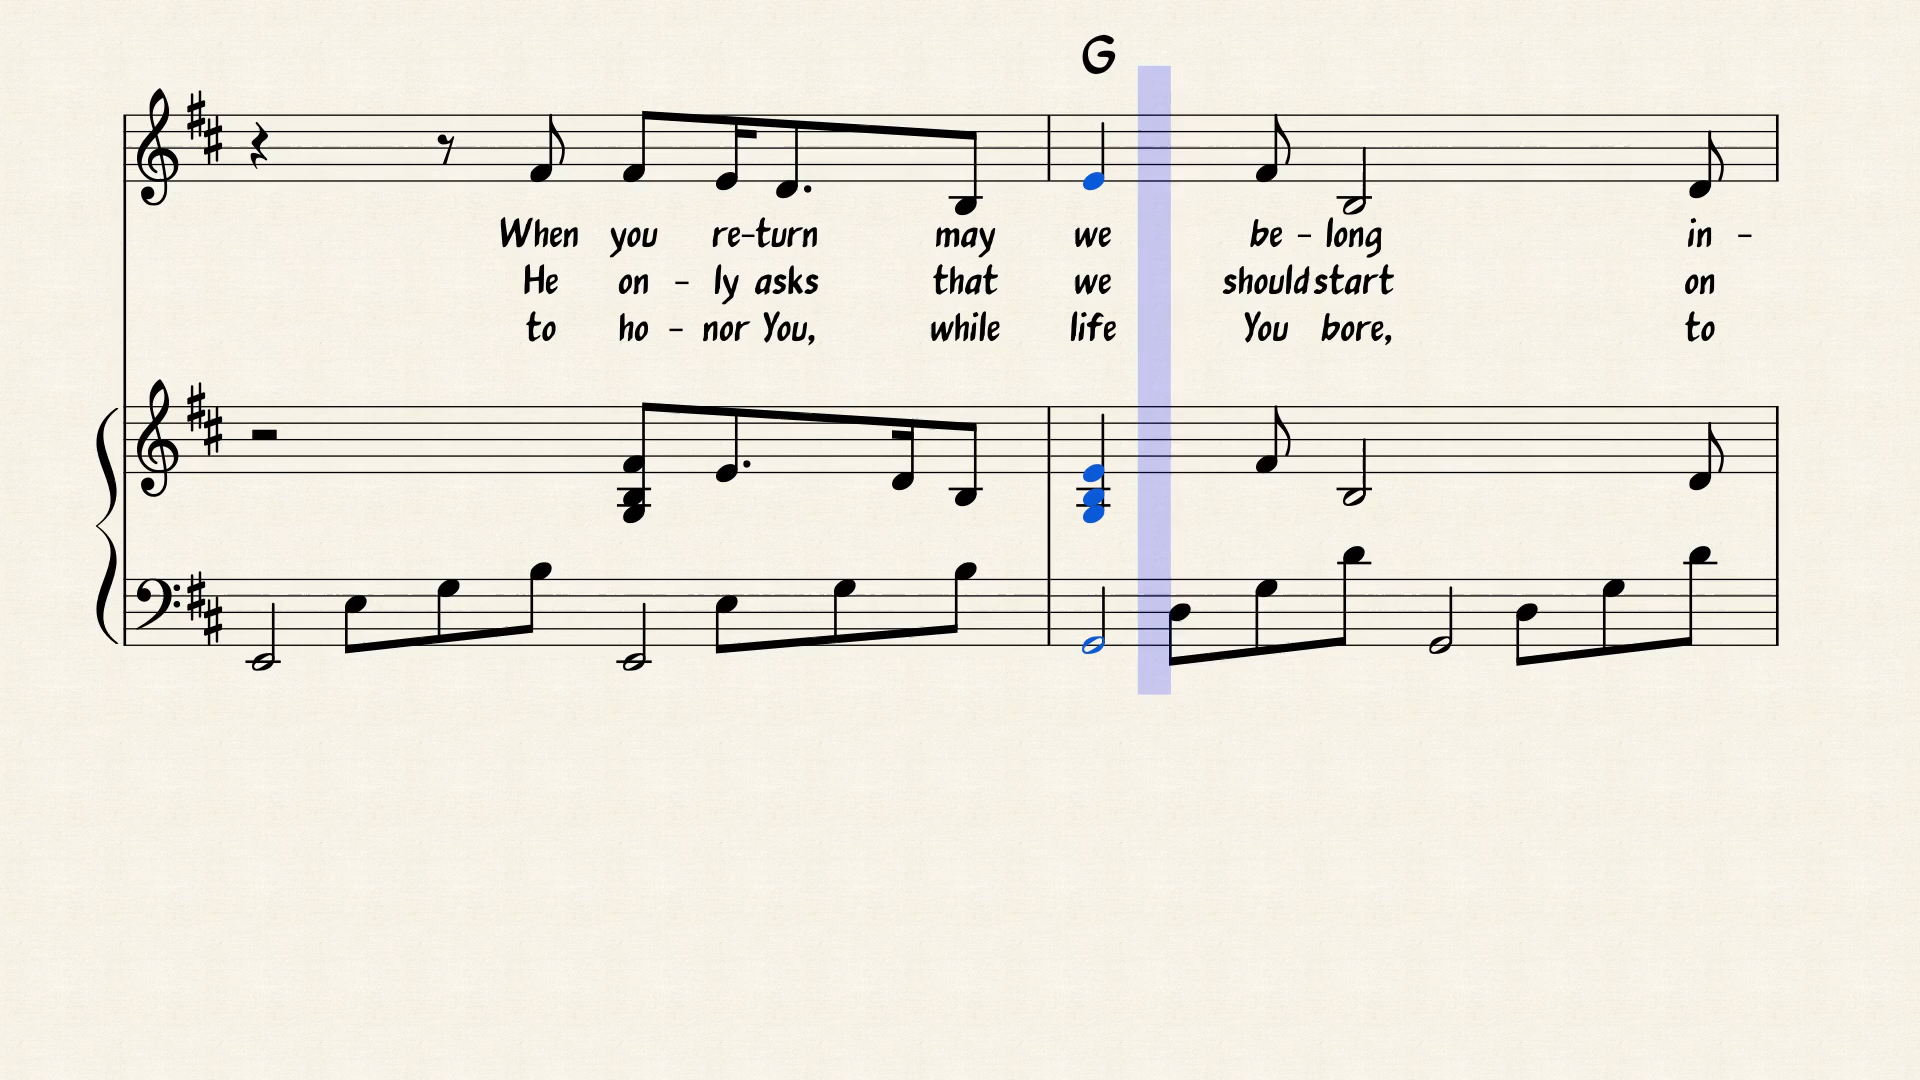 G
When you re-turn may we be - long in -
He on - ly asks that we should start on
to ho - nor You, while life You bore, to